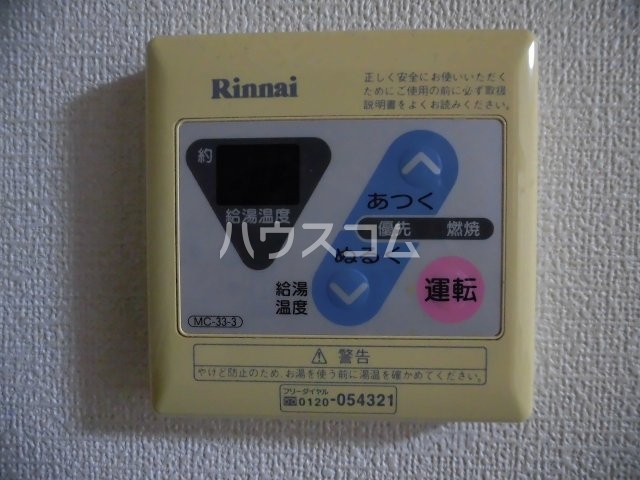 Rinnai
正しく安全にお使いいただく
ためにご使用の前に必ず取扱
説明書をよくお読みください。
約
給湯温度
あつく
優先 燃焼
ハウスコム
ぬるく
給湯
温度
運転
MC-33-3
⚠ 警告
やけど防止のため、お湯を使う前に湯温を確かめてください。
フリーダイヤル
0120-054321